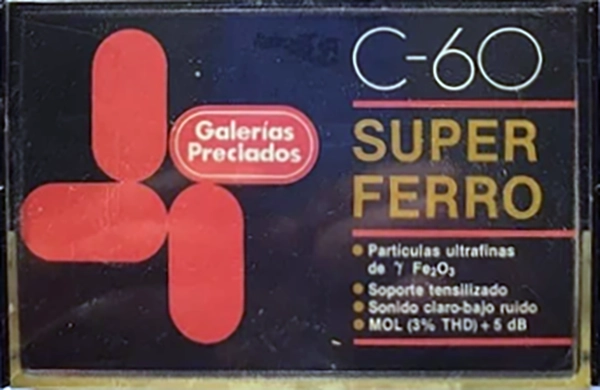 Galerías
Preciados
C-60
SUPER
FERRO
Partículas ultrafinas
de γ Fe₂O₃
Soporte tensilizado
Sonido claro-bajo ruido
MOL (3% THD) + 5 dB